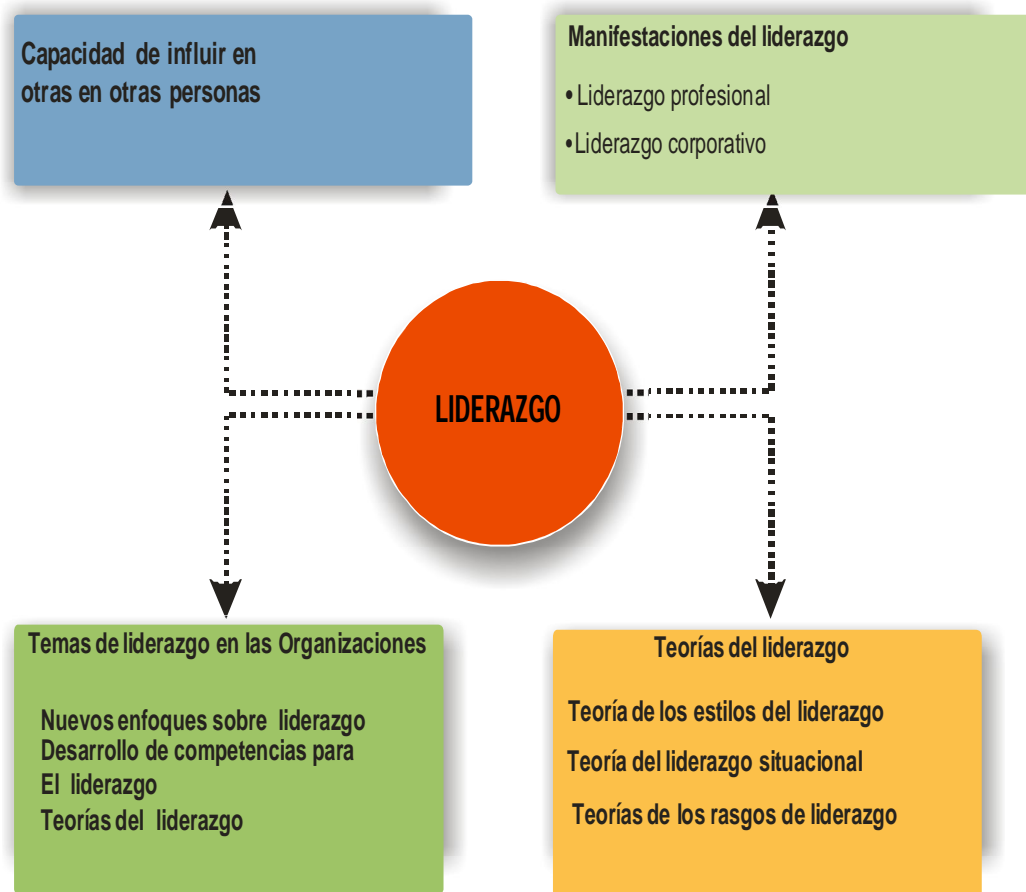 Capacidad de influir en
otras en otras personas
Manifestaciones del liderazgo
• Liderazgo profesional
• Liderazgo corporativo
LIDERAZGO
Temas de liderazgo en las Organizaciones
Nuevos enfoques sobre liderazgo
Desarrollo de competencias para
El liderazgo
Teorías del liderazgo
Teorías del liderazgo
Teoría de los estilos del liderazgo
Teoría del liderazgo situacional
Teorías de los rasgos de liderazgo